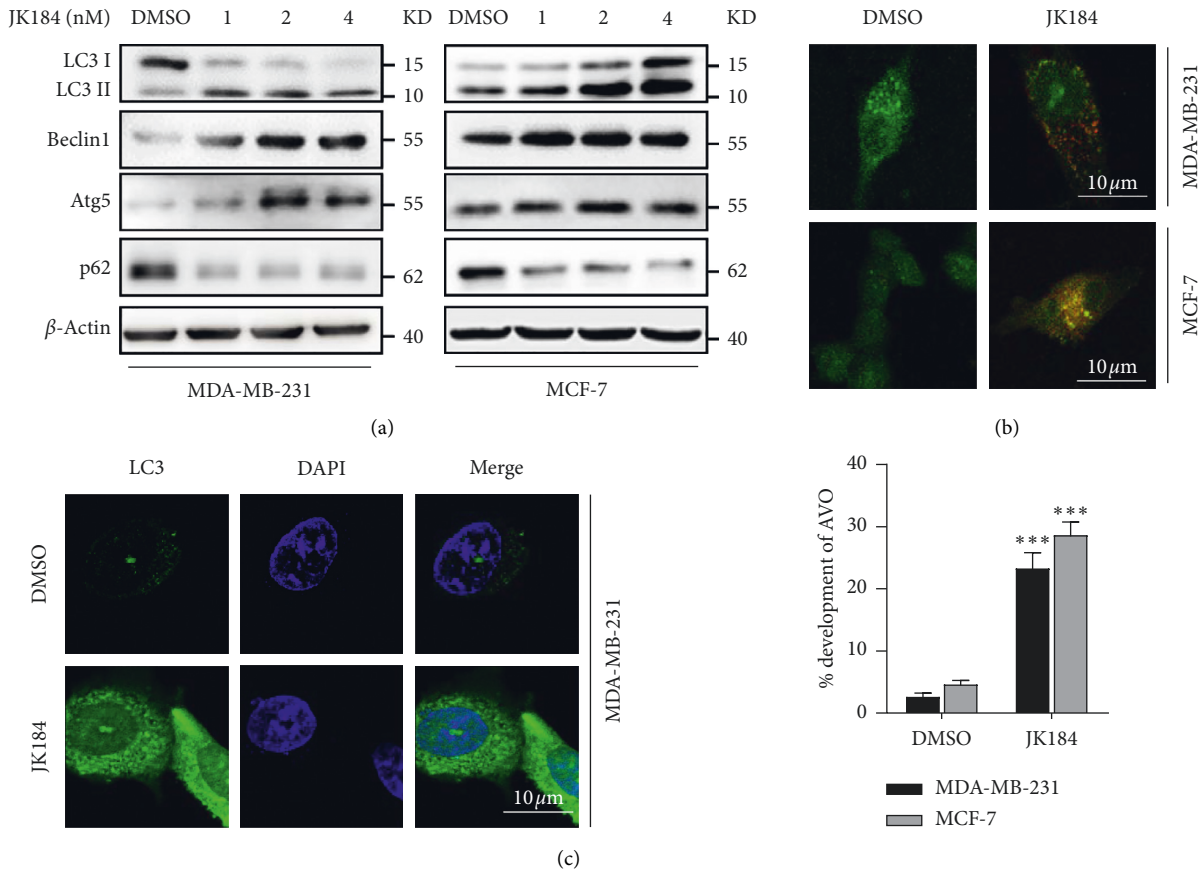 JK184 (nM) DMSO 1 2 4 KD DMSO 1 2 4 KD
LC3 I 15 15
LC3 II 10 10
Beclin1 55 55
Atg5 55 55
p62 62 62
β-Actin 40 40
MDA-MB-231 MCF-7
(a)
DMSO JK184
MDA-MB-231
10 μm
MCF-7
10 μm
(b)
LC3 DAPI Merge
DMSO
JK184
MDA-MB-231
10 μm
(c)
% development of AVO
40
30
20
10
0
***
***
DMSO JK184
MDA-MB-231
MCF-7